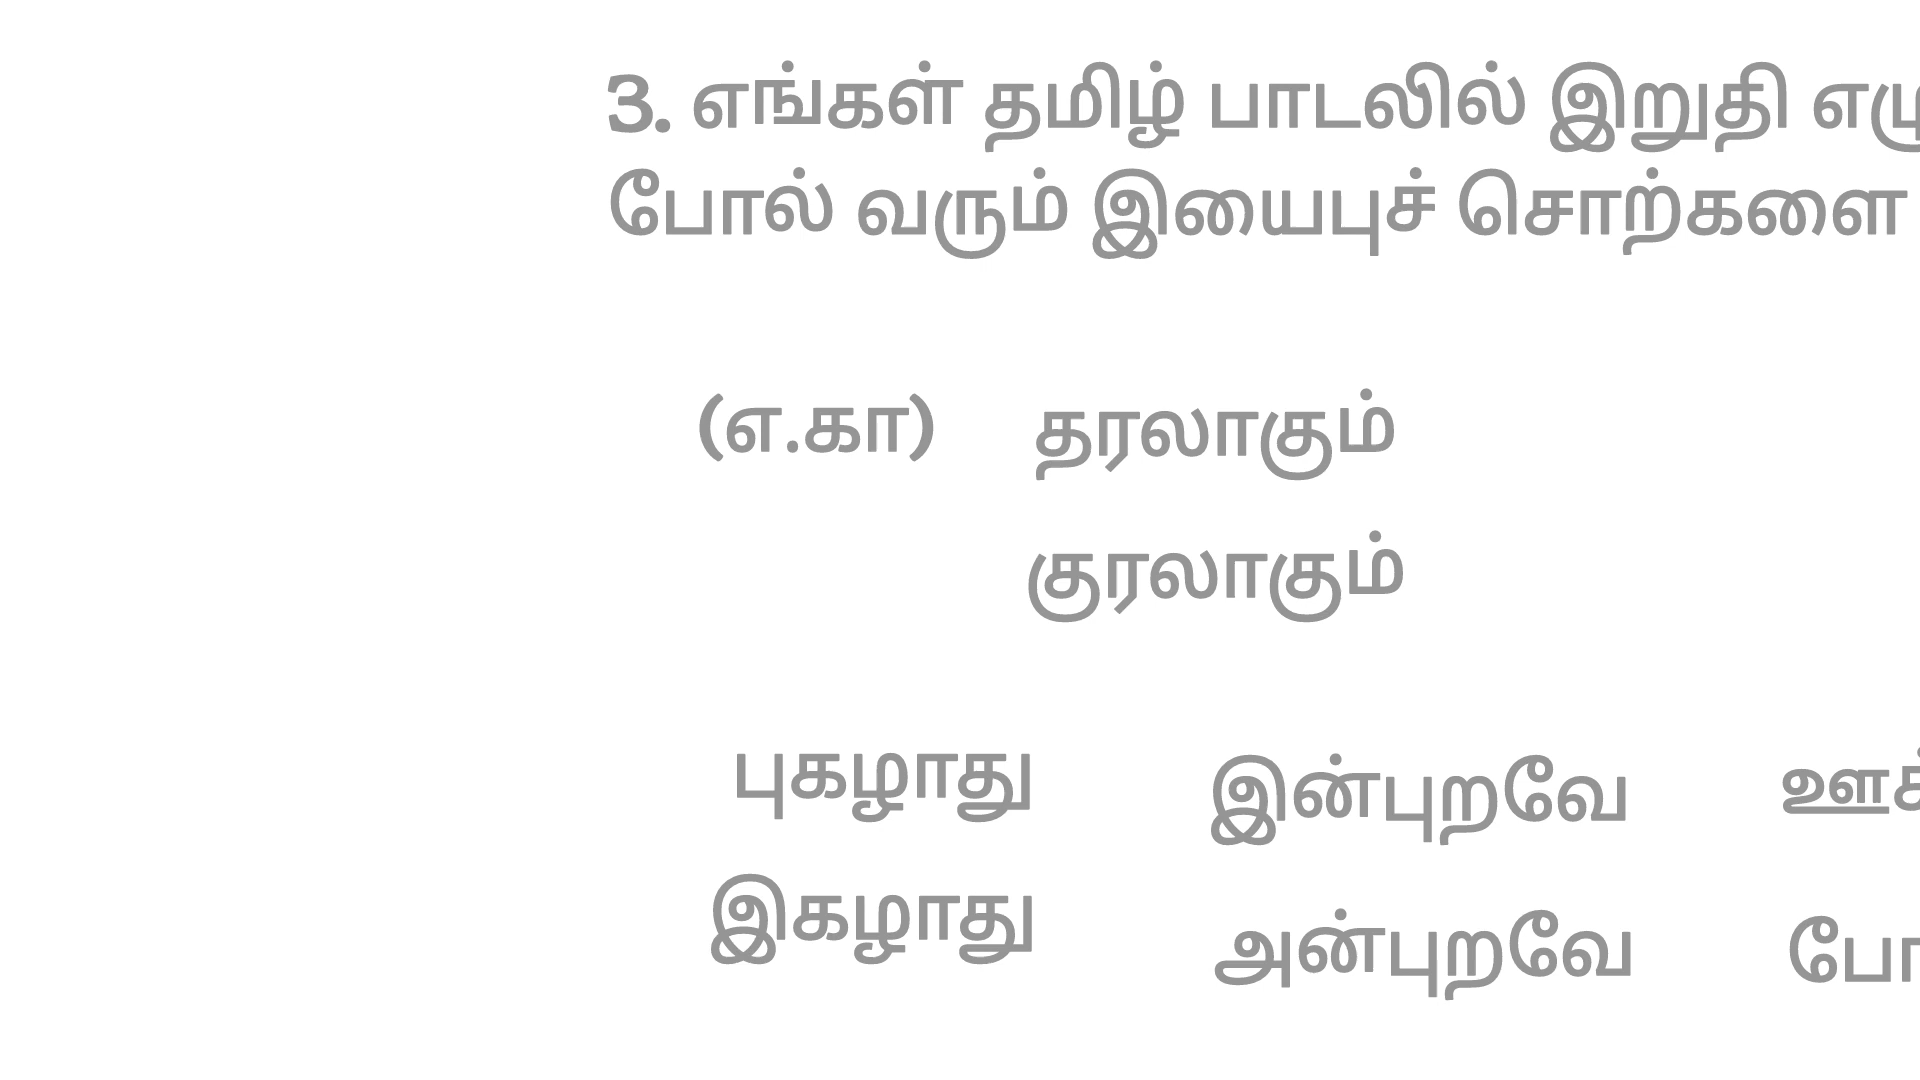 3. எங்கள் தமிழ் பாடலில் இறுதி
போல் வரும் இயைபுச் சொற்களை
(எ.கா) தரலாகும்
குரலாகும்
புகழாது இன்புறவே
இகழாது அன்புறவே